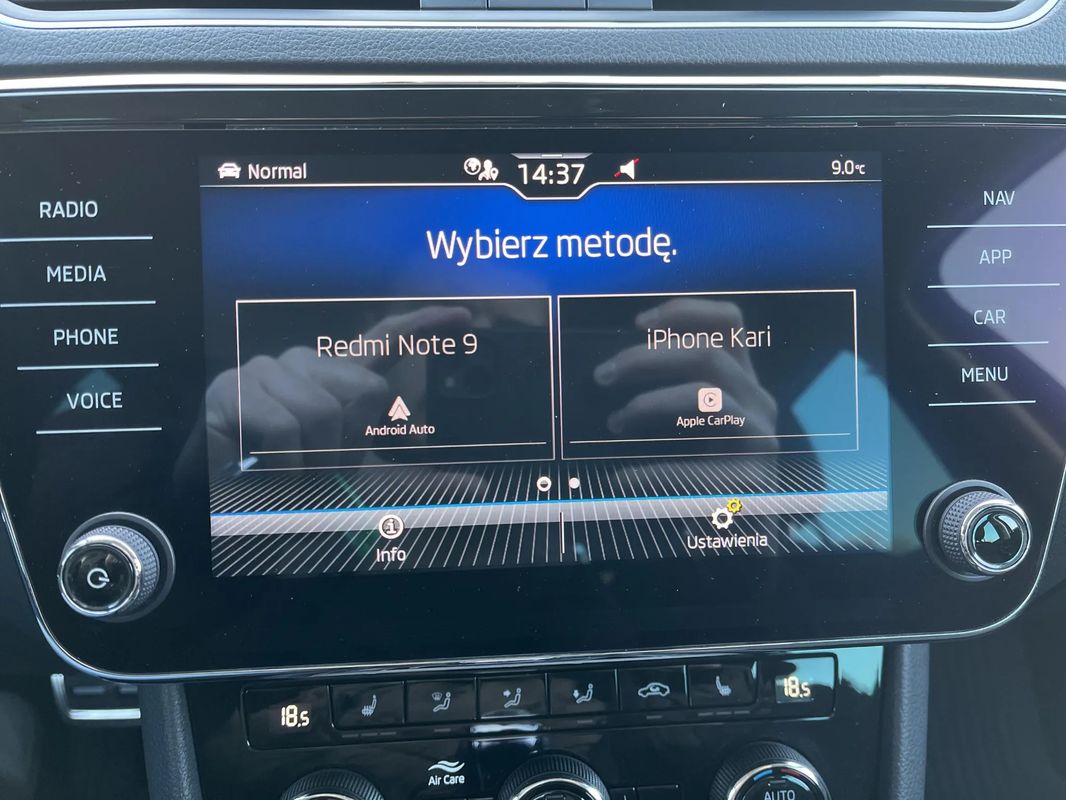 Normal
14:37
9.0°C
RADIO
MEDIA
PHONE
VOICE
NAV
APP
CAR
MENU
Wybierz metodę.
Redmi Note 9
Android Auto
iPhone Kari
Apple CarPlay
Info
Ustawienia
18.5
18.5
Air Care
AUTO